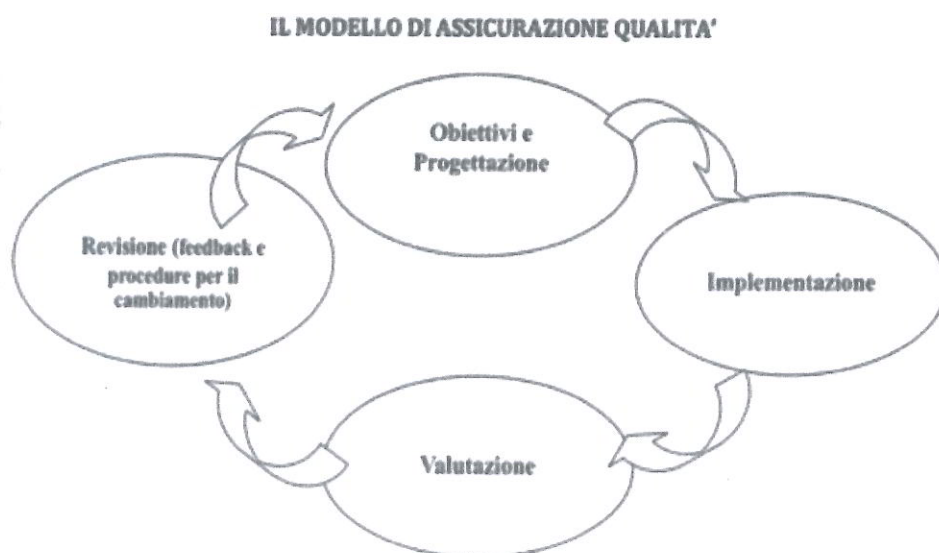 IL MODELLO DI ASSICURAZIONE QUALITA'
Obiettivi e
Progettazione
Revisione (feedback e
procedure per il
cambiamento)
Implementazione
Valutazione